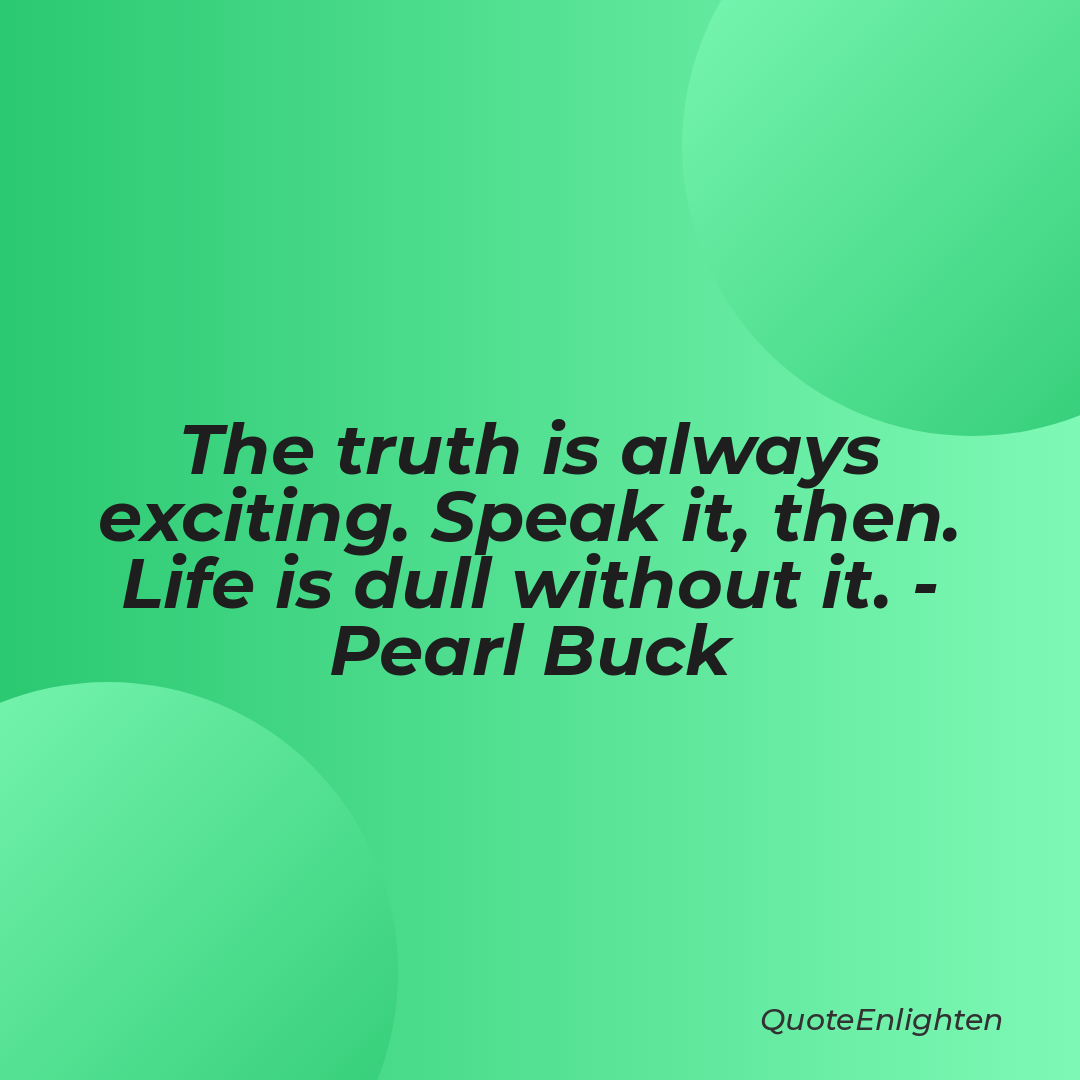 The truth is always
exciting. Speak it, then.
Life is dull without it. -
Pearl Buck
QuoteEnlighten